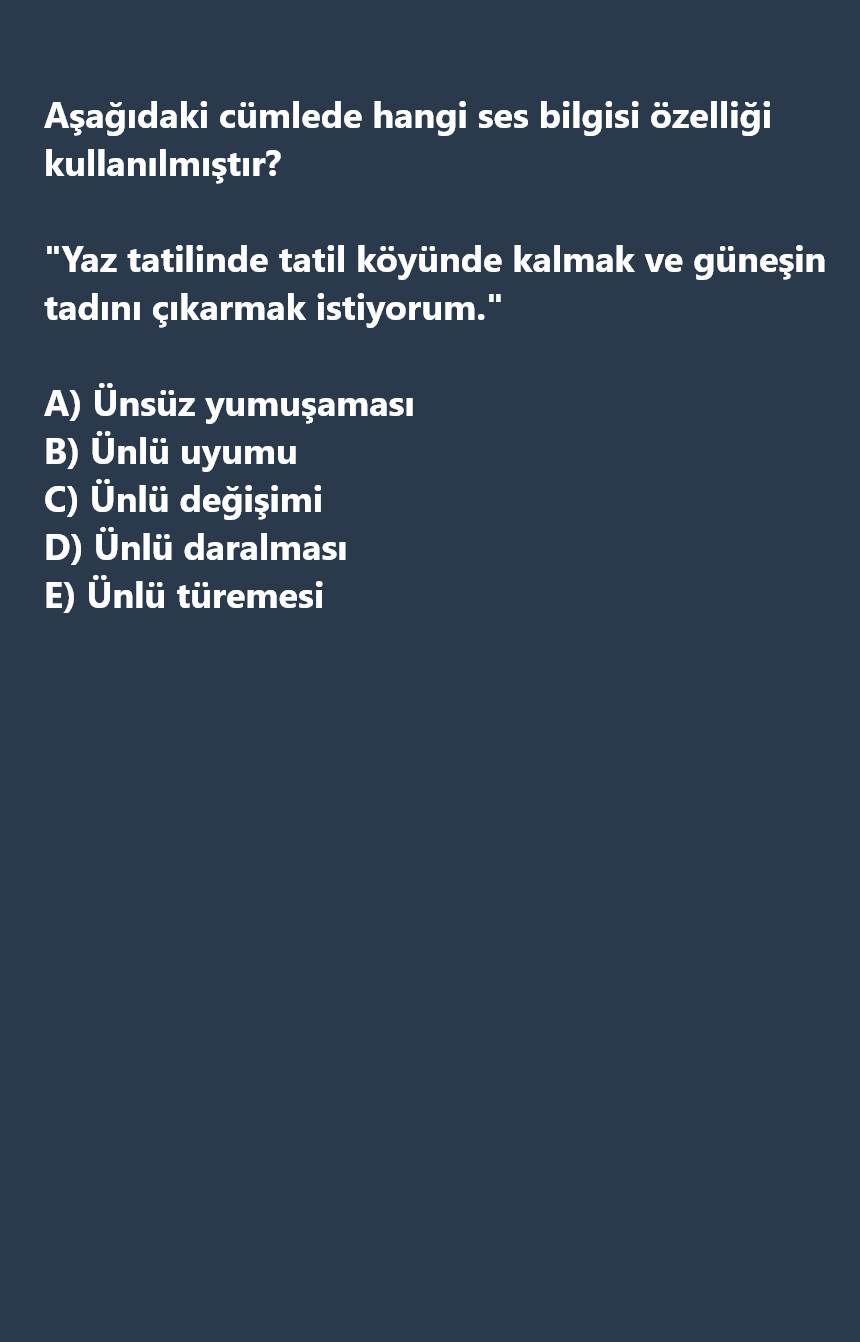 Aşağıdaki cümlede hangi ses bilgisi özelliği
kullanılmıştır?
"Yaz tatilinde tatil köyünde kalmak ve güneşin
tadını çıkarmak istiyorum."
A) Ünsüz yumuşaması
B) Ünlü uyumu
C) Ünlü değişimi
D) Ünlü daralması
E) Ünlü türemesi